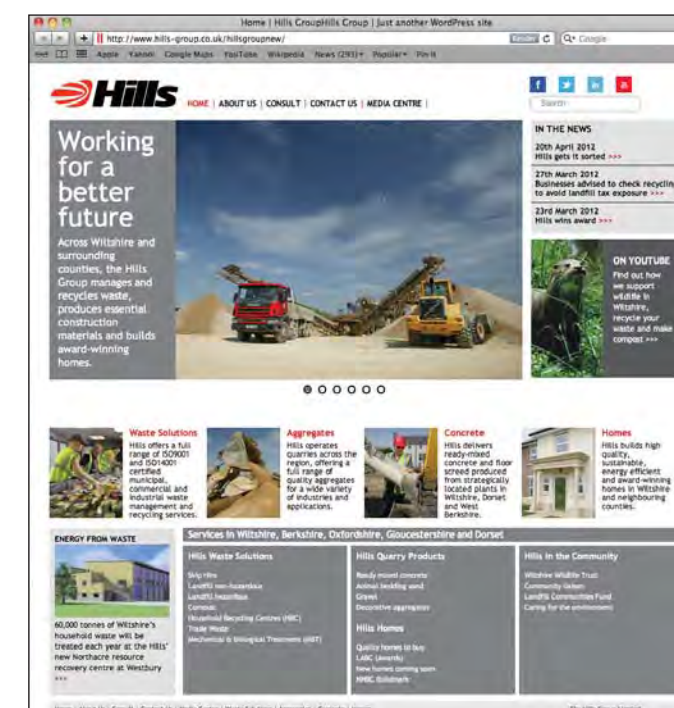 Home | Hills GroupHills Group | Just another WordPress site
http://www.hills-group.co.uk/hillsgroupnew/
Reader
Google
Apple Yahoo! Google Maps YouTube Wikipedia News (293) Popular Pin It
Hills
HOME | ABOUT US | CONSULT | CONTACT US | MEDIA CENTRE |
Search
Working
for a
better
future
Across Wiltshire and
surrounding
counties, the Hills
Group manages and
recycles waste,
produces essential
construction
materials and builds
award-winning
homes.
IN THE NEWS
20th April 2012
Hills gets it sorted >>>
27th March 2012
Businesses advised to check recycling
to avoid landfill tax exposure >>>
23rd March 2012
Hills wins award >>>
ON YOUTUBE
Find out how
we support
wildlife in
Wiltshire,
recycle your
waste and make
compost >>>
Waste Solutions
Hills offers a full
range of ISO9001
and ISO14001
certified
municipal,
commercial and
industrial waste
management and
recycling services.
Aggregates
Hills operates
quarries across the
region, offering a
full range of
quality aggregates
for a wide variety
of industries and
applications.
Concrete
Hills delivers
ready-mixed
concrete and floor
screed produced
from strategically
located plants in
Wiltshire, Dorset
and West
Berkshire.
Homes
Hills builds high
quality,
sustainable,
energy efficient
and award-winning
homes in Wiltshire
and neighbouring
counties.
ENERGY FROM WASTE
60,000 tonnes of Wiltshire's
household waste will be
treated each year at the Hills'
new Northacre resource
recovery centre at Westbury
>>>
Services in Wiltshire, Berkshire, Oxfordshire, Gloucestershire and Dorset
Hills Waste Solutions
Skip Hire
Landfill non-hazardous
Landfill hazardous
Compost
Household Recycling Centres (HRC)
Trade Waste
Mechanical & Biological Treatment (MBT)
Hills Quarry Products
Ready mixed concrete
Animal bedding sand
Gravel
Decorative aggregates
Hills Homes
Quality homes to buy
LABC (Awards)
New homes coming soon
NHBC Buildmark
Hills in the Community
Wiltshire Wildlife Trust
Community
Landfill Communities Fund
Caring for the environment